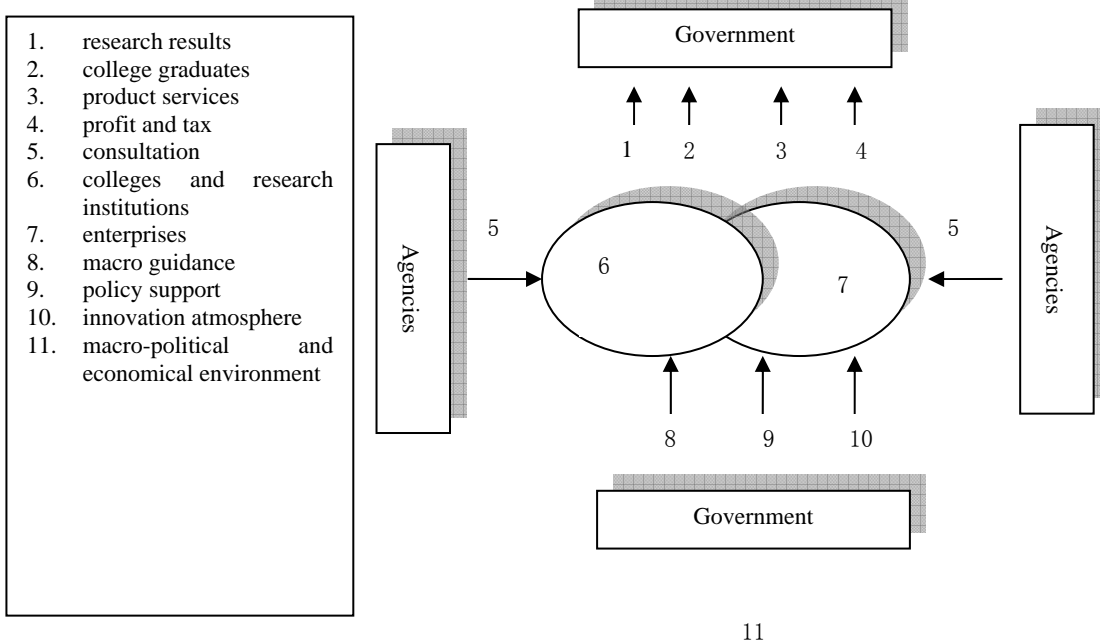 1. research results
2. college graduates
3. product services
4. profit and tax
5. consultation
6. colleges and research
institutions
7. enterprises
8. macro guidance
9. policy support
10. innovation atmosphere
11. macro-political and
economical environment
Government
1 2 3 4
Agencies
5
6
7
5
Agencies
8 9 10
Government
11